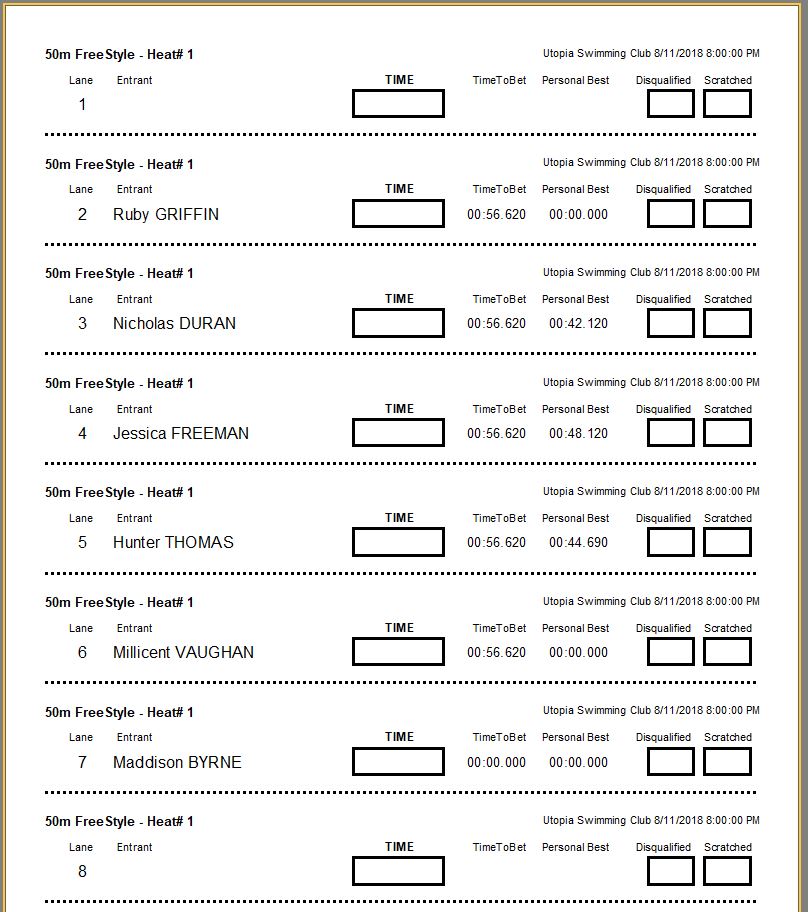 50m FreeStyle - Heat# 1 Utopia Swimming Club 8/11/2018 8:00:00 PM
Lane Entrant TIME TimeToBet Personal Best Disqualified Scratched
1
50m FreeStyle - Heat# 1 Utopia Swimming Club 8/11/2018 8:00:00 PM
Lane Entrant TIME TimeToBet Personal Best Disqualified Scratched
2 Ruby GRIFFIN 00:56.620 00:00.000
50m FreeStyle - Heat# 1 Utopia Swimming Club 8/11/2018 8:00:00 PM
Lane Entrant TIME TimeToBet Personal Best Disqualified Scratched
3 Nicholas DURAN 00:56.620 00:42.120
50m FreeStyle - Heat# 1 Utopia Swimming Club 8/11/2018 8:00:00 PM
Lane Entrant TIME TimeToBet Personal Best Disqualified Scratched
4 Jessica FREEMAN 00:56.620 00:48.120
50m FreeStyle - Heat# 1 Utopia Swimming Club 8/11/2018 8:00:00 PM
Lane Entrant TIME TimeToBet Personal Best Disqualified Scratched
5 Hunter THOMAS 00:56.620 00:44.690
50m FreeStyle - Heat# 1 Utopia Swimming Club 8/11/2018 8:00:00 PM
Lane Entrant TIME TimeToBet Personal Best Disqualified Scratched
6 Millicent VAUGHAN 00:56.620 00:00.000
50m FreeStyle - Heat# 1 Utopia Swimming Club 8/11/2018 8:00:00 PM
Lane Entrant TIME TimeToBet Personal Best Disqualified Scratched
7 Maddison BYRNE 00:00.000 00:00.000
50m FreeStyle - Heat# 1 Utopia Swimming Club 8/11/2018 8:00:00 PM
Lane Entrant TIME TimeToBet Personal Best Disqualified Scratched
8